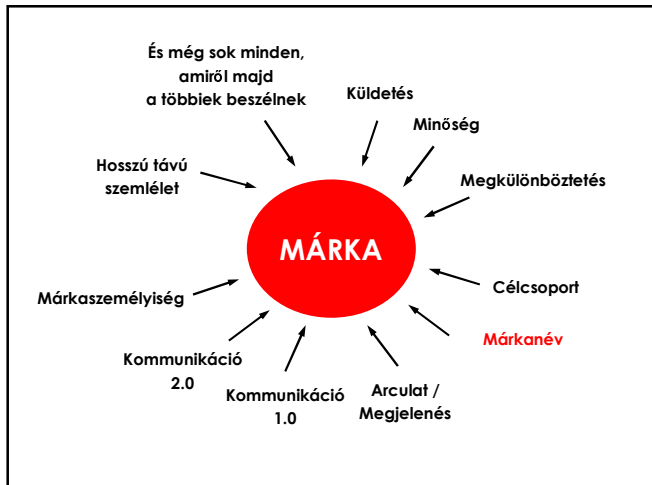 És még sok minden,
amiről majd
a többiek beszélnek
Küldetés
Minőség
Megkülönböztetés
Célcsoport
Márkanév
Arculat /
Megjelenés
Kommunikáció
1.0
Kommunikáció
2.0
Márkaszemélyiség
Hosszú távú
szemlélet
MÁRKA